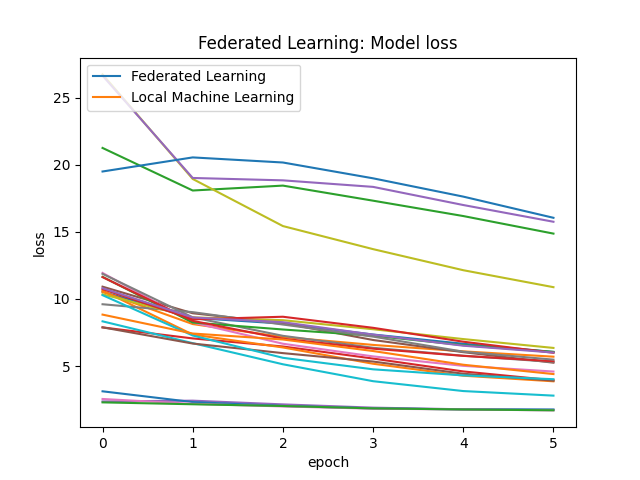 Federated Learning: Model loss
Federated Learning
Local Machine Learning
25
20
15
10
5
loss
0 1 2 3 4 5
epoch